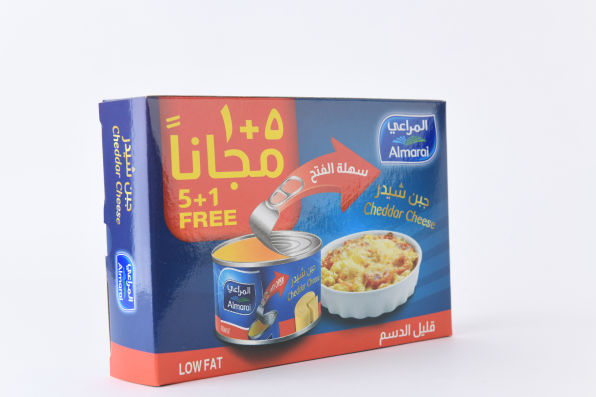 جبن شيدر
Cheddar Cheese
المراعي
Almarai
١+٥
مجاناً
5+1
FREE
سهلة الفتح
المراعي
Almarai
جبن شيدر
Cheddar Cheese
المراعي
Almarai
جبن شيدر
Cheddar Cheese
LOW FAT
قليل الدسم